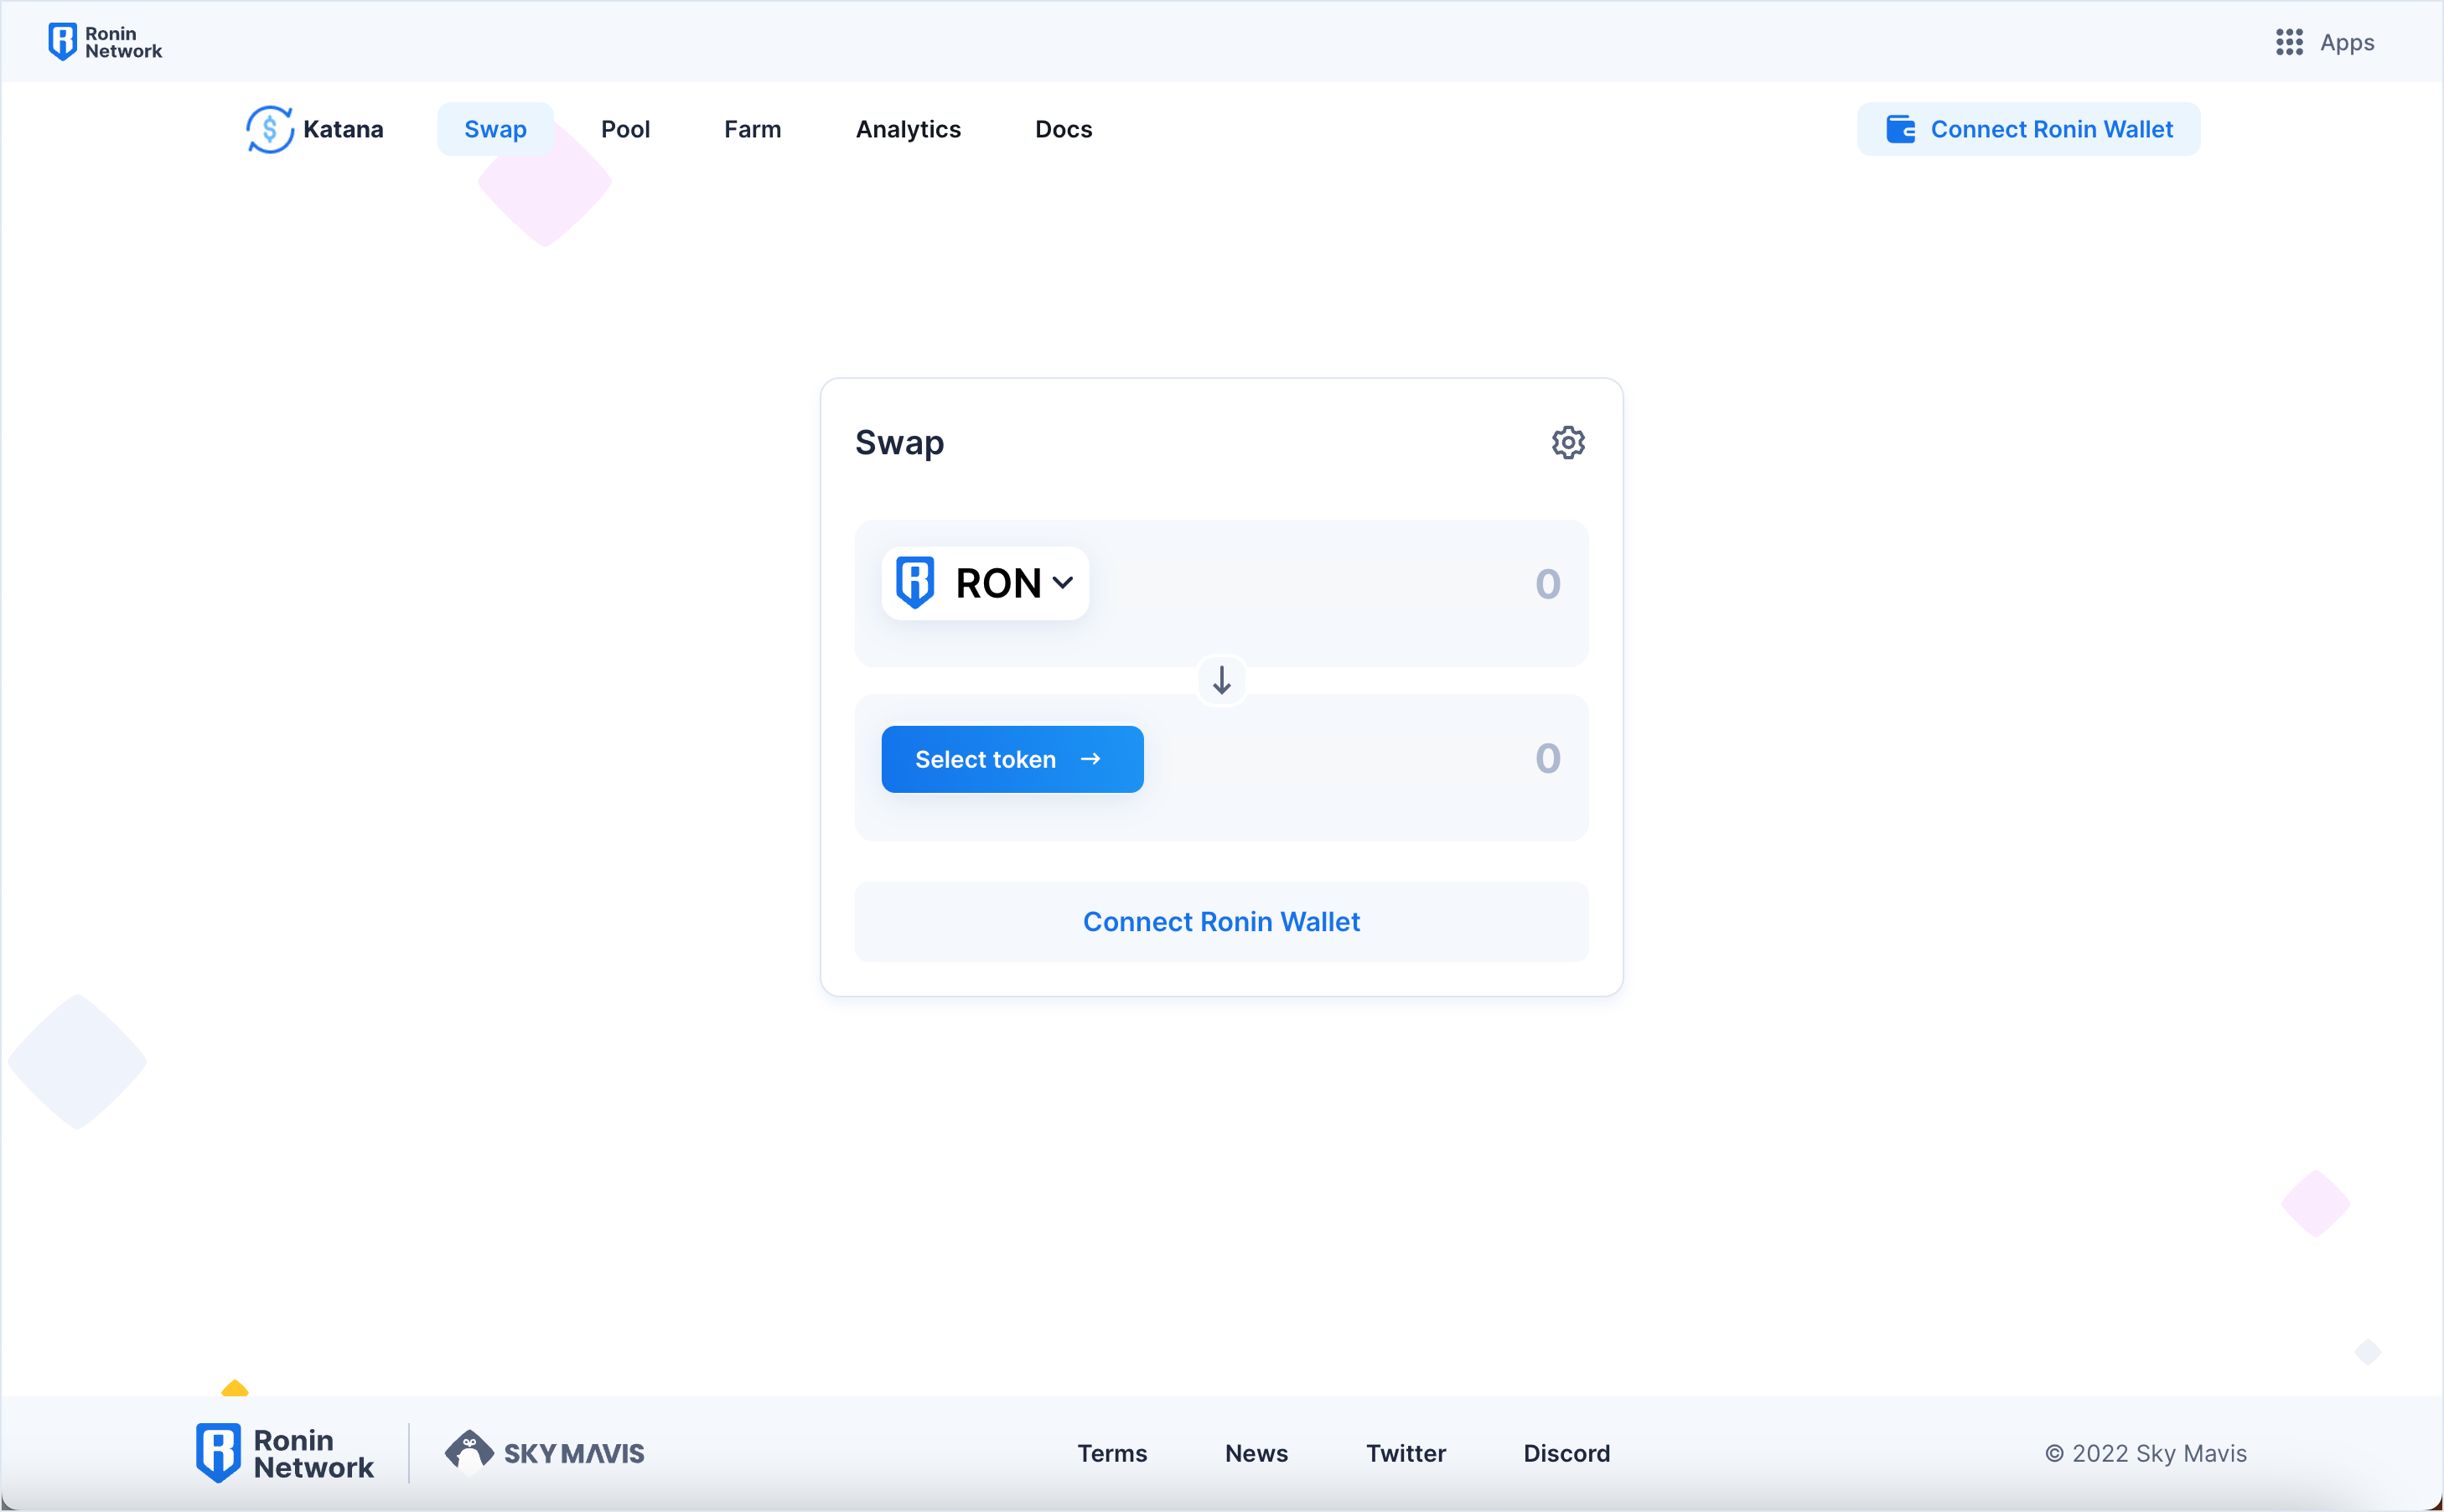 Ronin
Network
Apps
Katana
Swap
Pool
Farm
Analytics
Docs
Connect Ronin Wallet
Swap
RON
0
Select token
0
Connect Ronin Wallet
Ronin
Network
SKY MAVIS
Terms
News
Twitter
Discord
© 2022 Sky Mavis